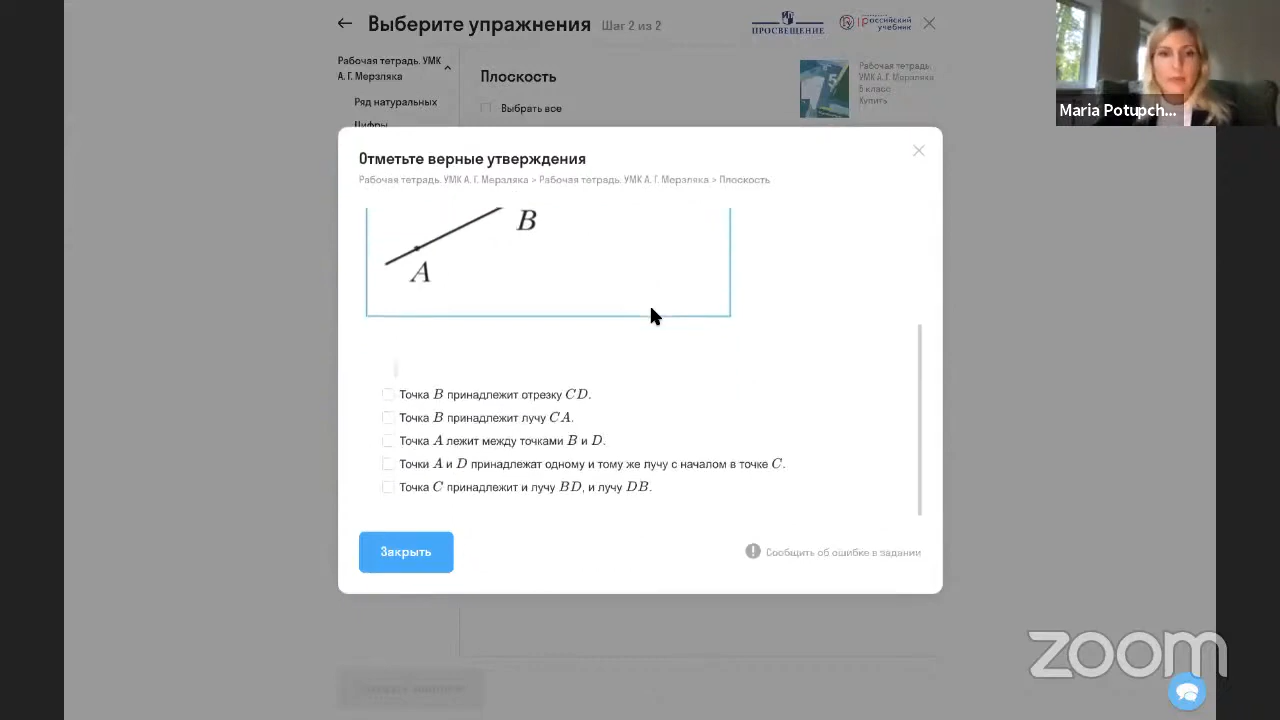 Выберите упражнения Шаг 2 из 2
ПРОСВЕЩЕНИЕ
российский
учебник
Рабочая тетрадь. УМК
А. Г. Мерзляка
Ряд натуральных
Цифры
Плоскость
Выбрать все
Рабочая тетрадь.
УМК А. Г. Мерзляка
5 класс
Купить
Maria Potupch...
Отметьте верные утверждения
Рабочая тетрадь. УМК А. Г. Мерзляка > Рабочая тетрадь. УМК А. Г. Мерзляка > Плоскость
B
A
Точка B принадлежит отрезку CD.
Точка B принадлежит лучу CA.
Точка A лежит между точками B и D.
Точки A и D принадлежат одному и тому же лучу с началом в точке C.
Точка C принадлежит и лучу BD, и лучу DB.
Закрыть
Сообщить об ошибке в задании
zoom